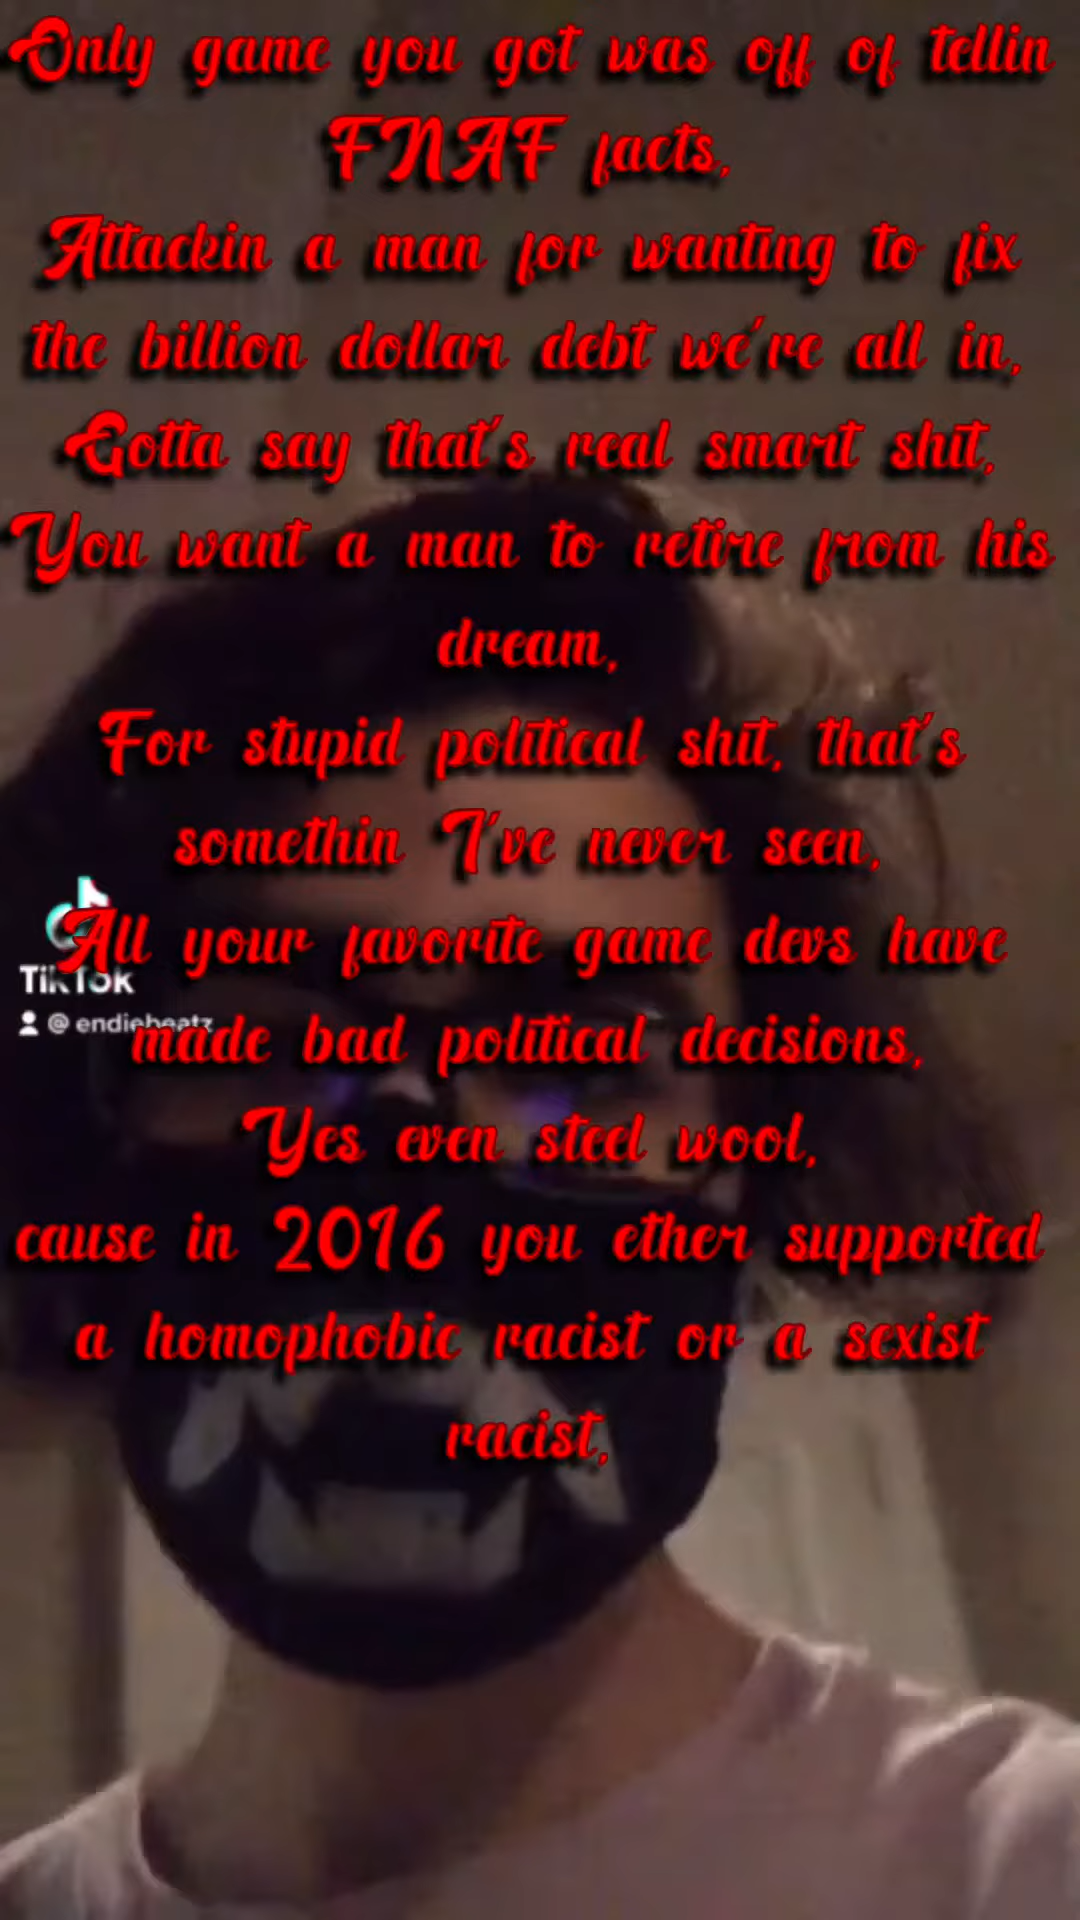 Only game you got was off of tellin
FNAF facts,
Attackin a man for wanting to fix
the billion dollar debt we're all in,
Gotta say that's real smart shit,
You want a man to retire from his
dream,
For stupid political shit, that's
somethin I've never seen,
All your favorite game devs have
TikTok
@endiebeatz
made bad political decisions,
Yes even steel wool,
cause in 2016 you ether supported
a homophobic racist or a sexist
racist,